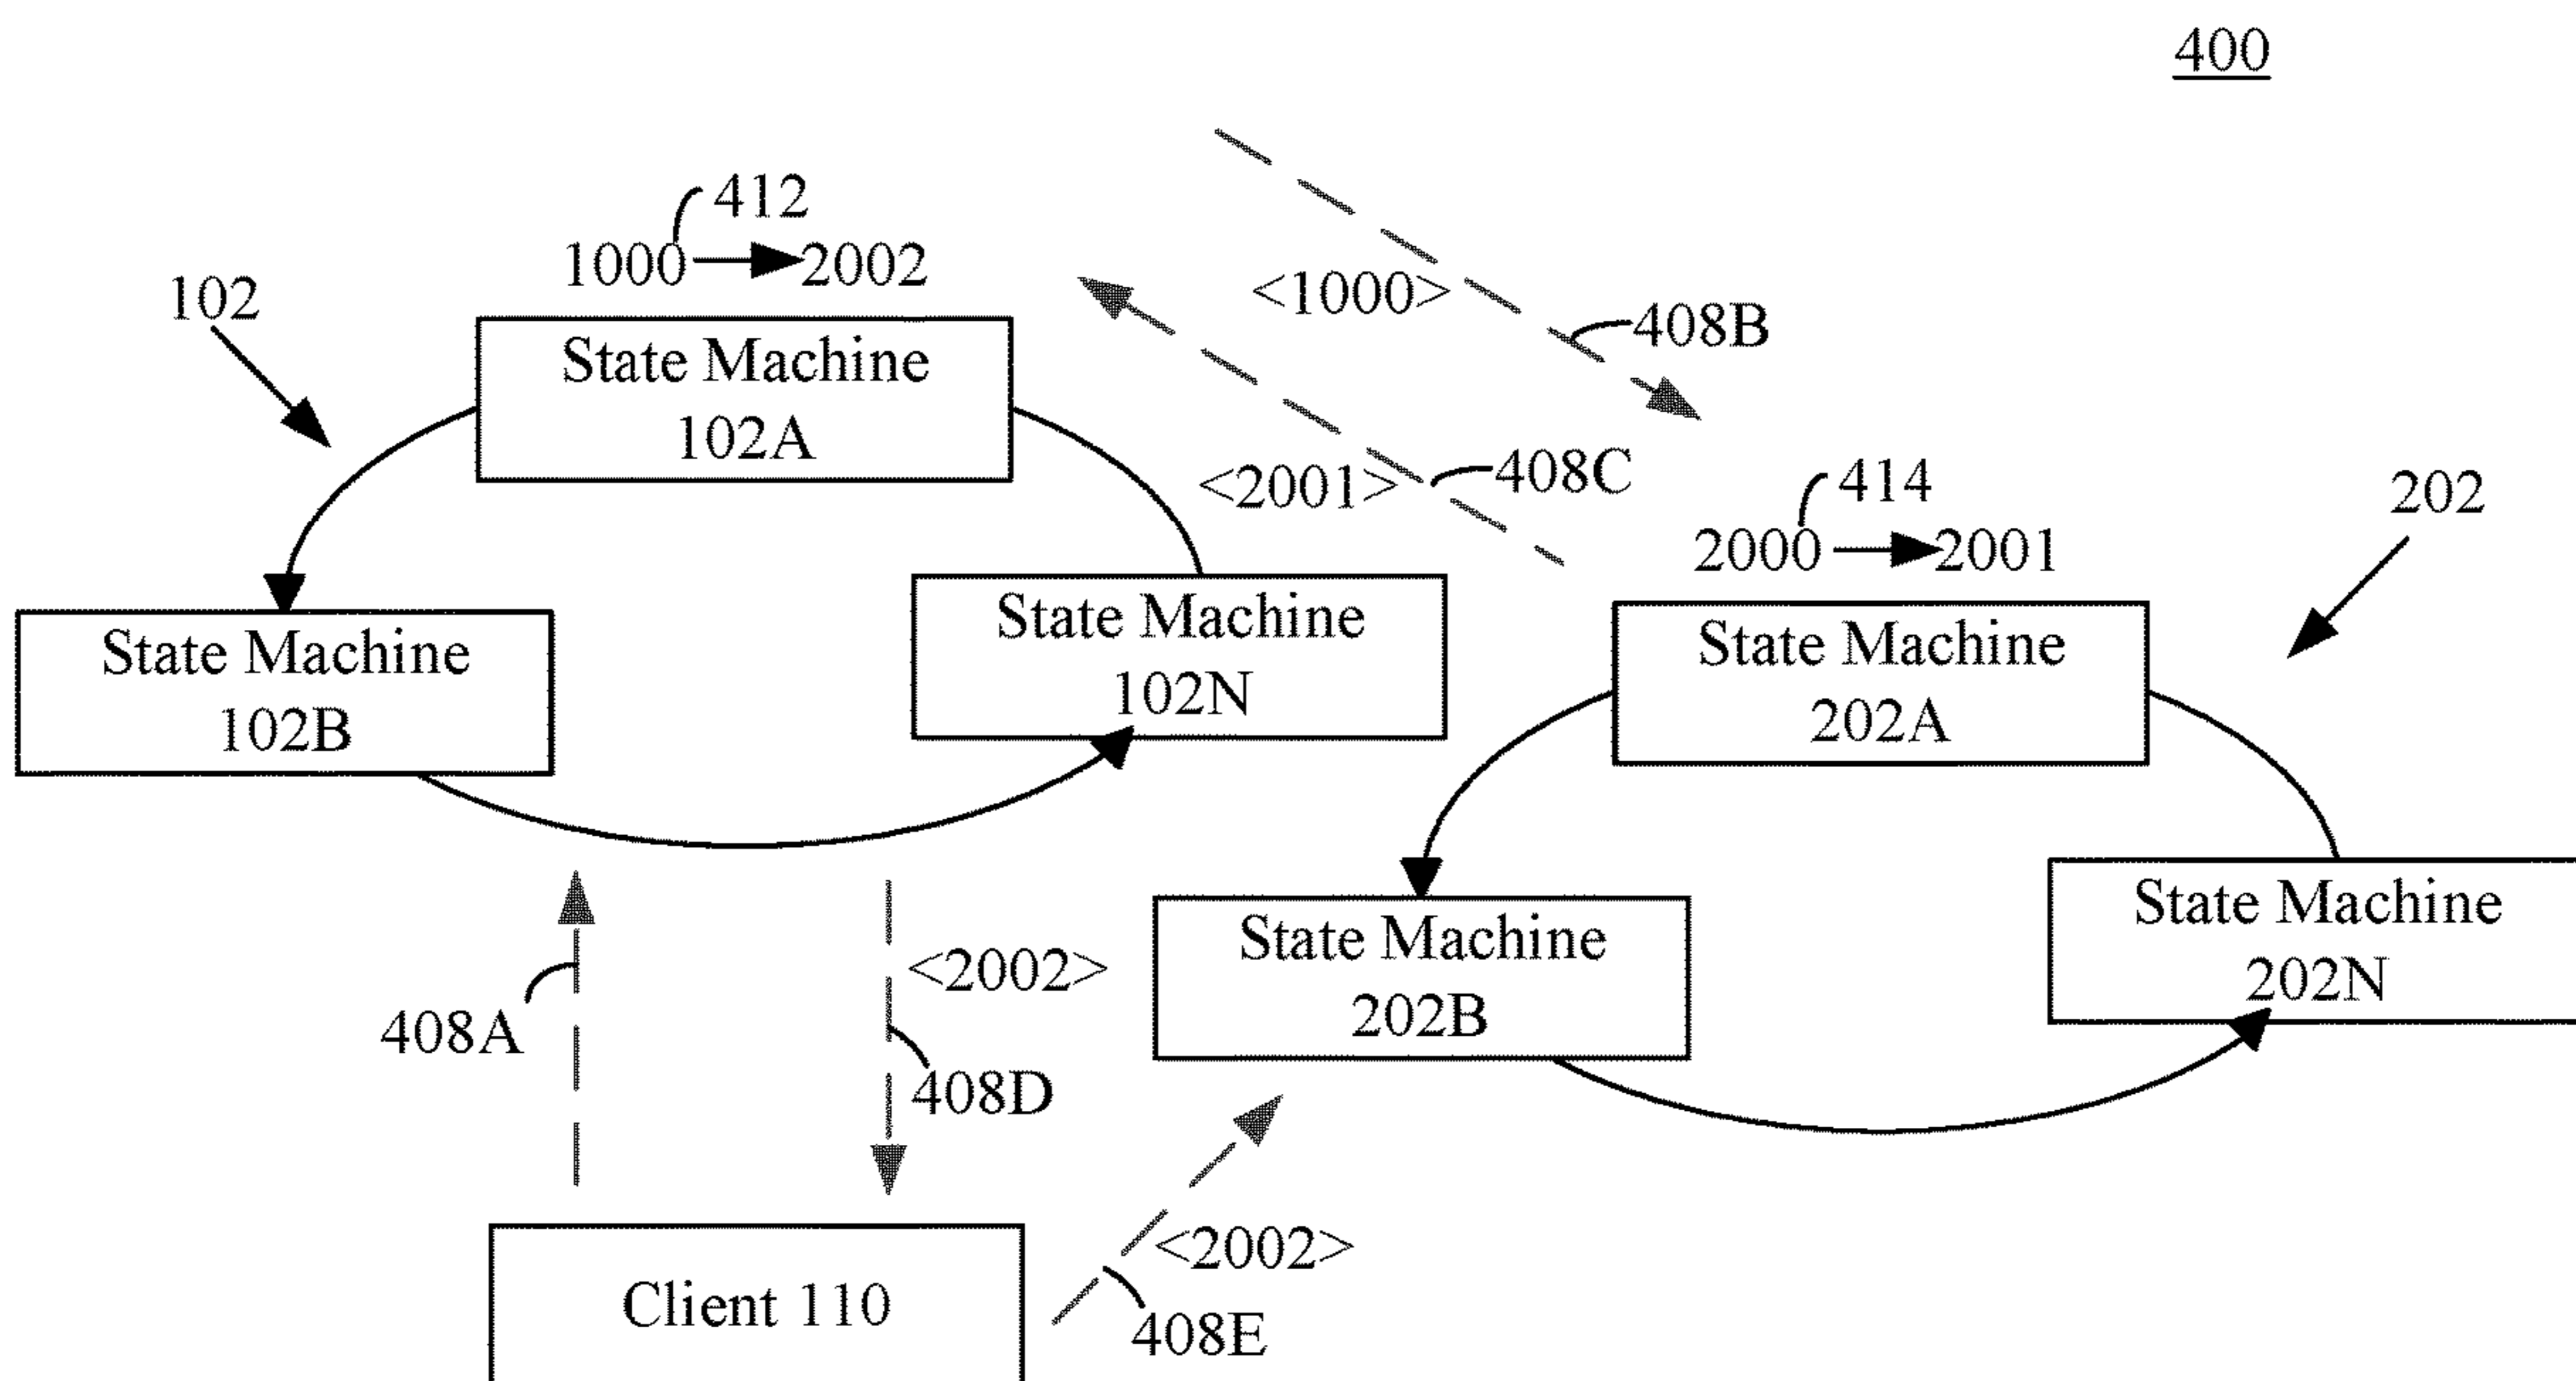 400
412
1000 2002
102
State Machine
102A
<1000>
408B
<2001>
408C
414
2000 2001
202
State Machine
102B
State Machine
102N
State Machine
202A
State Machine
202B
State Machine
202N
408A
<2002>
408D
<2002>
408E
Client 110